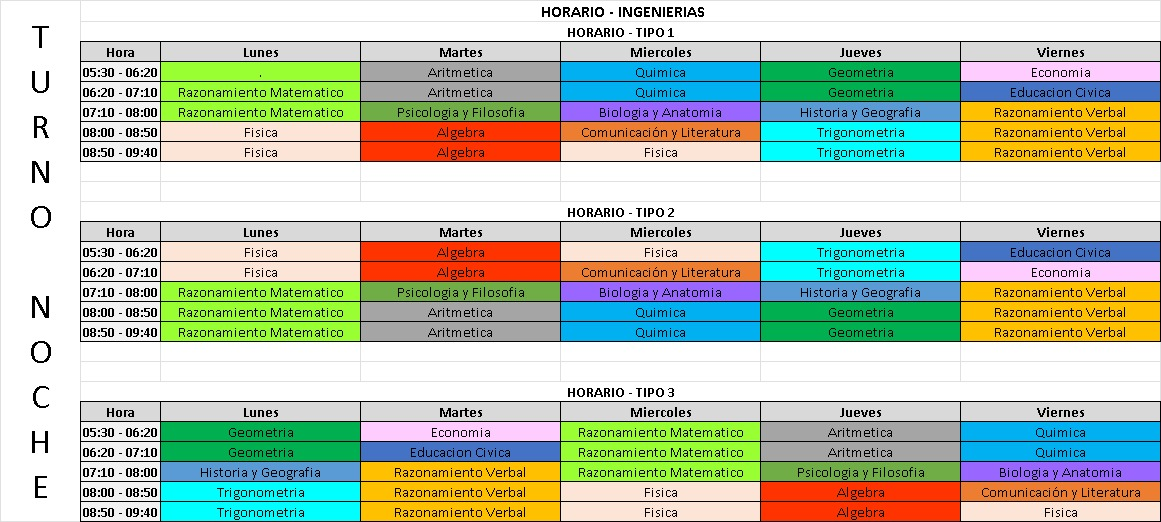 TURNO NOCHE
HORARIO - INGENIERIAS
HORARIO - TIPO 1
Hora Lunes Martes Miercoles Jueves Viernes
05:30 - 06:20 . Aritmetica Quimica Geometria Economia
06:20 - 07:10 Razonamiento Matematico Aritmetica Quimica Geometria Educacion Civica
07:10 - 08:00 Razonamiento Matematico Psicologia y Filosofia Biologia y Anatomia Historia y Geografia Razonamiento Verbal
08:00 - 08:50 Fisica Algebra Comunicación y Literatura Trigonometria Razonamiento Verbal
08:50 - 09:40 Fisica Algebra Fisica Trigonometria Razonamiento Verbal
HORARIO - TIPO 2
Hora Lunes Martes Miercoles Jueves Viernes
05:30 - 06:20 Fisica Algebra Fisica Trigonometria Educacion Civica
06:20 - 07:10 Fisica Algebra Comunicación y Literatura Trigonometria Economia
07:10 - 08:00 Razonamiento Matematico Psicologia y Filosofia Biologia y Anatomia Historia y Geografia Razonamiento Verbal
08:00 - 08:50 Razonamiento Matematico Aritmetica Quimica Geometria Razonamiento Verbal
08:50 - 09:40 Razonamiento Matematico Aritmetica Quimica Geometria Razonamiento Verbal
HORARIO - TIPO 3
Hora Lunes Martes Miercoles Jueves Viernes
05:30 - 06:20 Geometria Economia Razonamiento Matematico Aritmetica Quimica
06:20 - 07:10 Geometria Educacion Civica Razonamiento Matematico Aritmetica Quimica
07:10 - 08:00 Historia y Geografia Razonamiento Verbal Razonamiento Matematico Psicologia y Filosofia Biologia y Anatomia
08:00 - 08:50 Trigonometria Razonamiento Verbal Fisica Algebra Comunicación y Literatura
08:50 - 09:40 Trigonometria Razonamiento Verbal Fisica Algebra Fisica